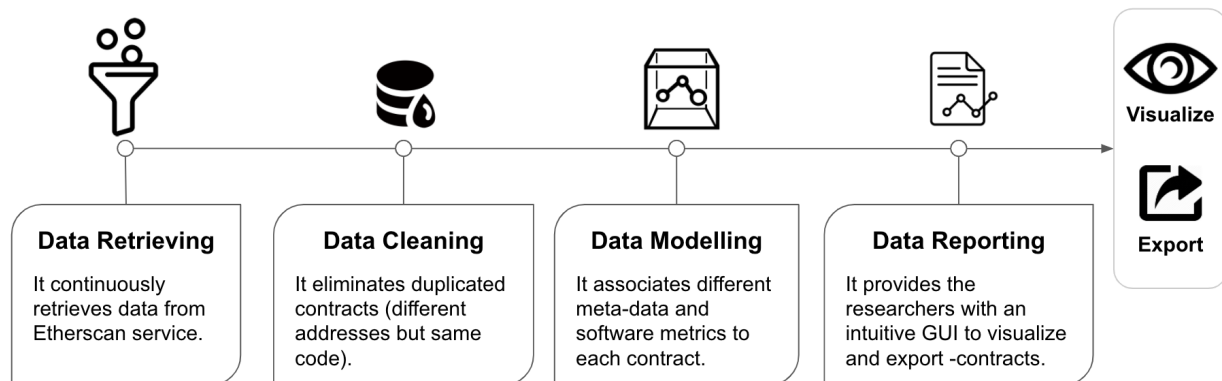 Data Retrieving
It continuously
retrieves data from
Etherscan service.
Data Cleaning
It eliminates duplicated
contracts (different
addresses but same
code).
Data Modelling
It associates different
meta-data and
software metrics to
each contract.
Data Reporting
It provides the
researchers with an
intuitive GUI to visualize
and export -contracts.
Visualize
Export